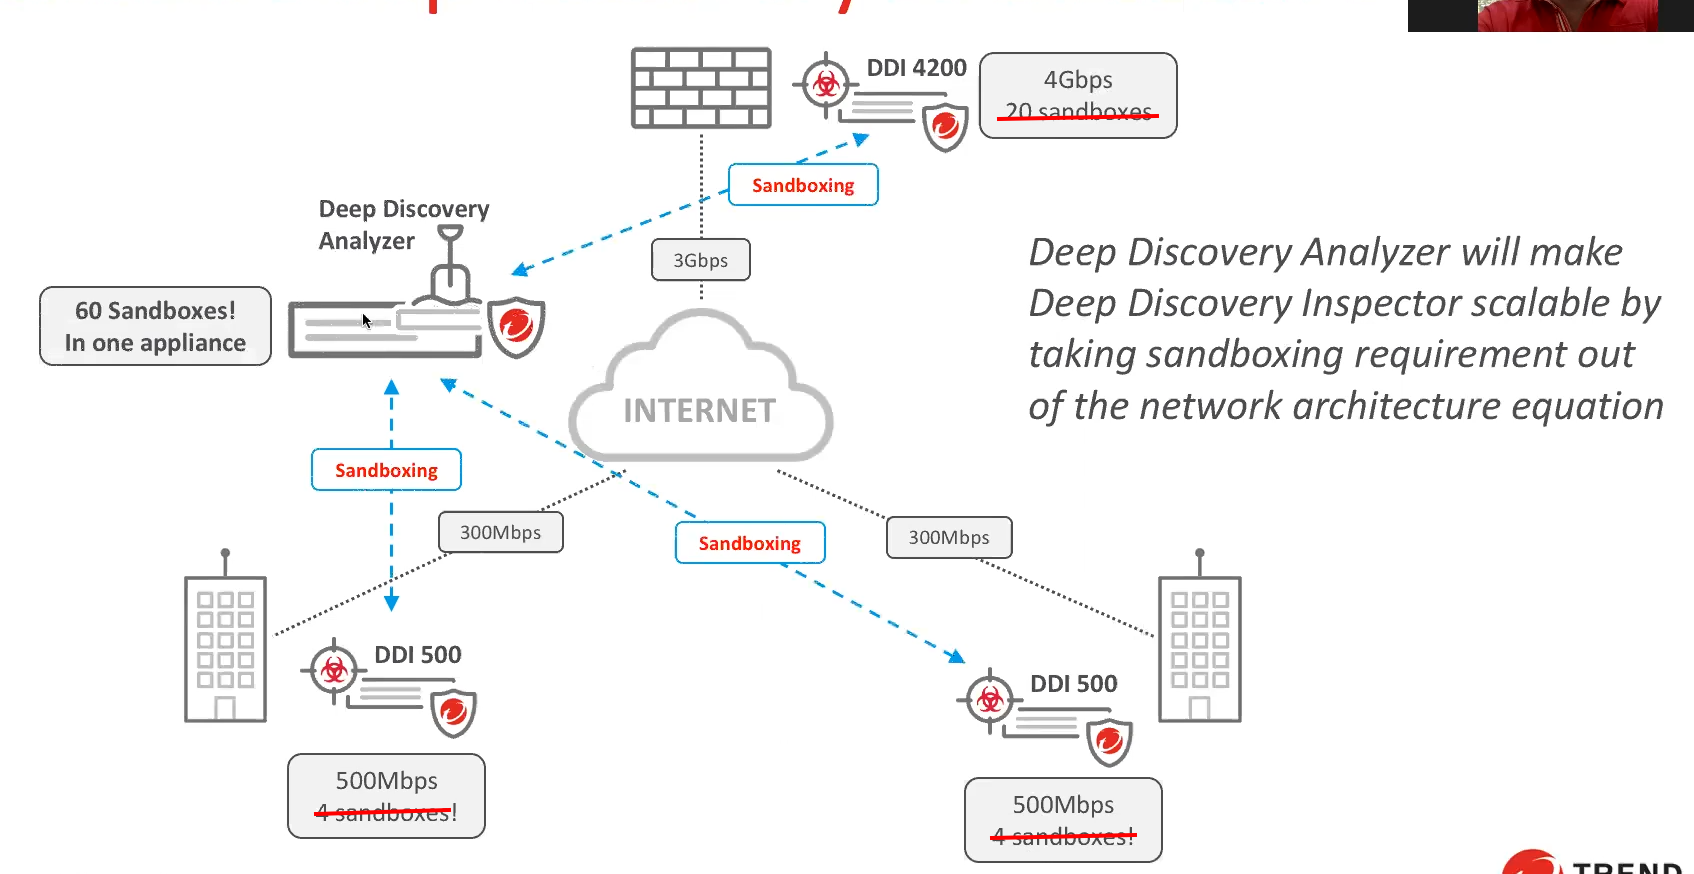 DDI 4200
4Gbps
20 sandboxes
Sandboxing
Deep Discovery
Analyzer
3Gbps
60 Sandboxes!
In one appliance
Deep Discovery Analyzer will make
Deep Discovery Inspector scalable by
taking sandboxing requirement out
of the network architecture equation
INTERNET
Sandboxing
300Mbps
Sandboxing
300Mbps
DDI 500
500Mbps
4 sandboxes!
DDI 500
500Mbps
4 sandboxes!
TREND